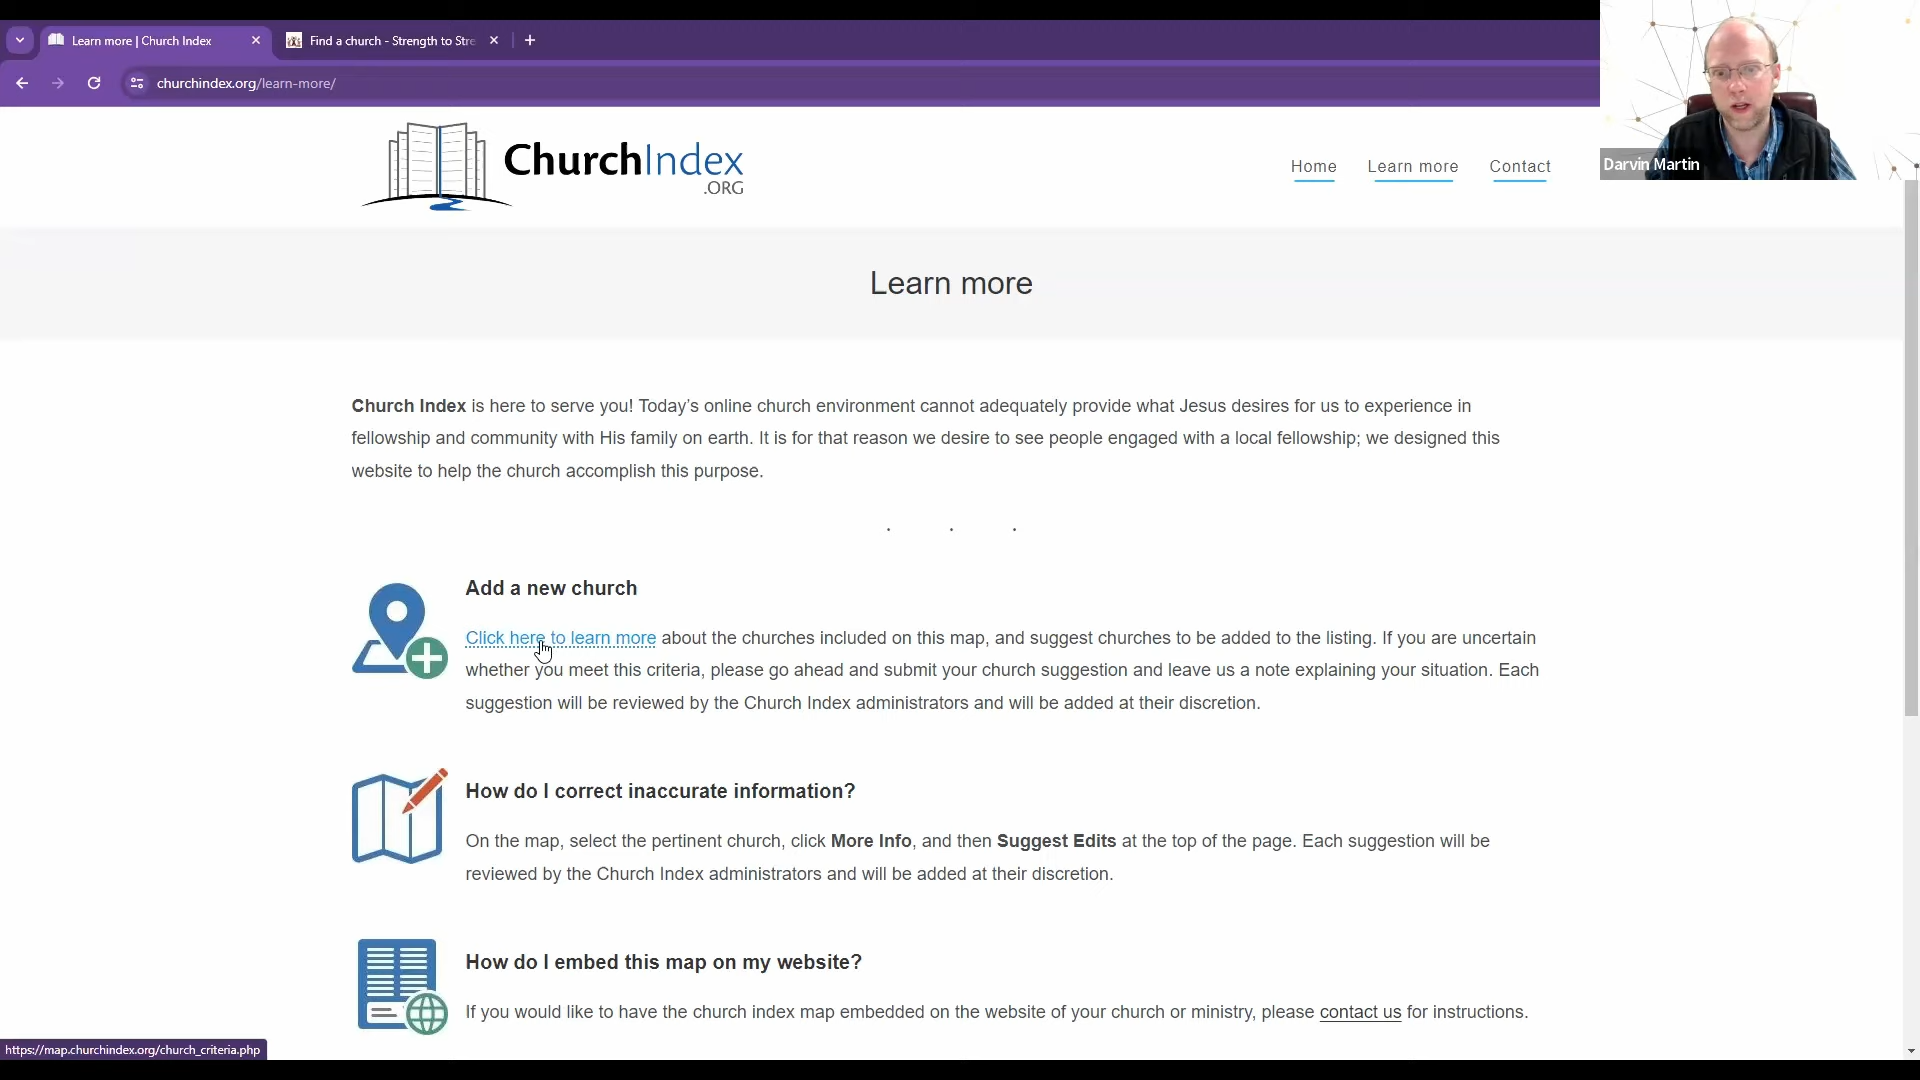 Learn more | Church Index
Find a church - Strength to Stre
churchindex.org/learn-more/
Darvin Martin
ChurchIndex
.ORG
Home
Learn more
Contact
Learn more
Church Index is here to serve you! Today’s online church environment cannot adequately provide what Jesus desires for us to experience in
fellowship and community with His family on earth. It is for that reason we desire to see people engaged with a local fellowship; we designed this
website to help the church accomplish this purpose.
. . .
Add a new church
Click here to learn more about the churches included on this map, and suggest churches to be added to the listing. If you are uncertain
whether you meet this criteria, please go ahead and submit your church suggestion and leave us a note explaining your situation. Each
suggestion will be reviewed by the Church Index administrators and will be added at their discretion.
How do I correct inaccurate information?
On the map, select the pertinent church, click More Info, and then Suggest Edits at the top of the page. Each suggestion will be
reviewed by the Church Index administrators and will be added at their discretion.
How do I embed this map on my website?
If you would like to have the church index map embedded on the website of your church or ministry, please contact us for instructions.
https://map.churchindex.org/church_criteria.php